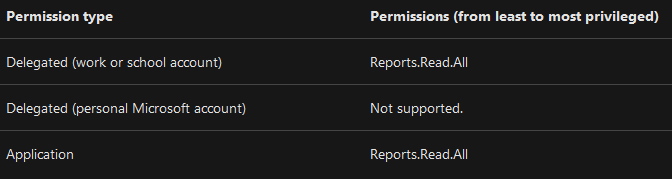 Permission type Permissions (from least to most privileged)
Delegated (work or school account) Reports.Read.All
Delegated (personal Microsoft account) Not supported.
Application Reports.Read.All